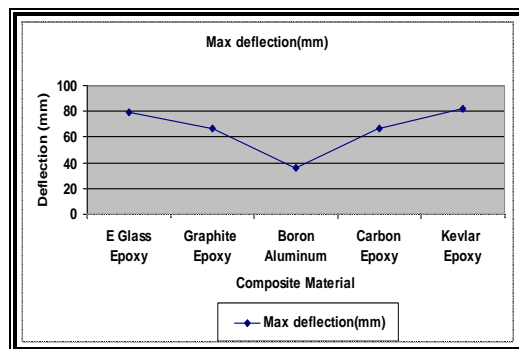 Max deflection(mm)
Deflection (mm)
100
80
60
40
20
0
E Glass Epoxy
Graphite Epoxy
Boron Aluminum
Carbon Epoxy
Kevlar Epoxy
Composite Material
Max deflection(mm)